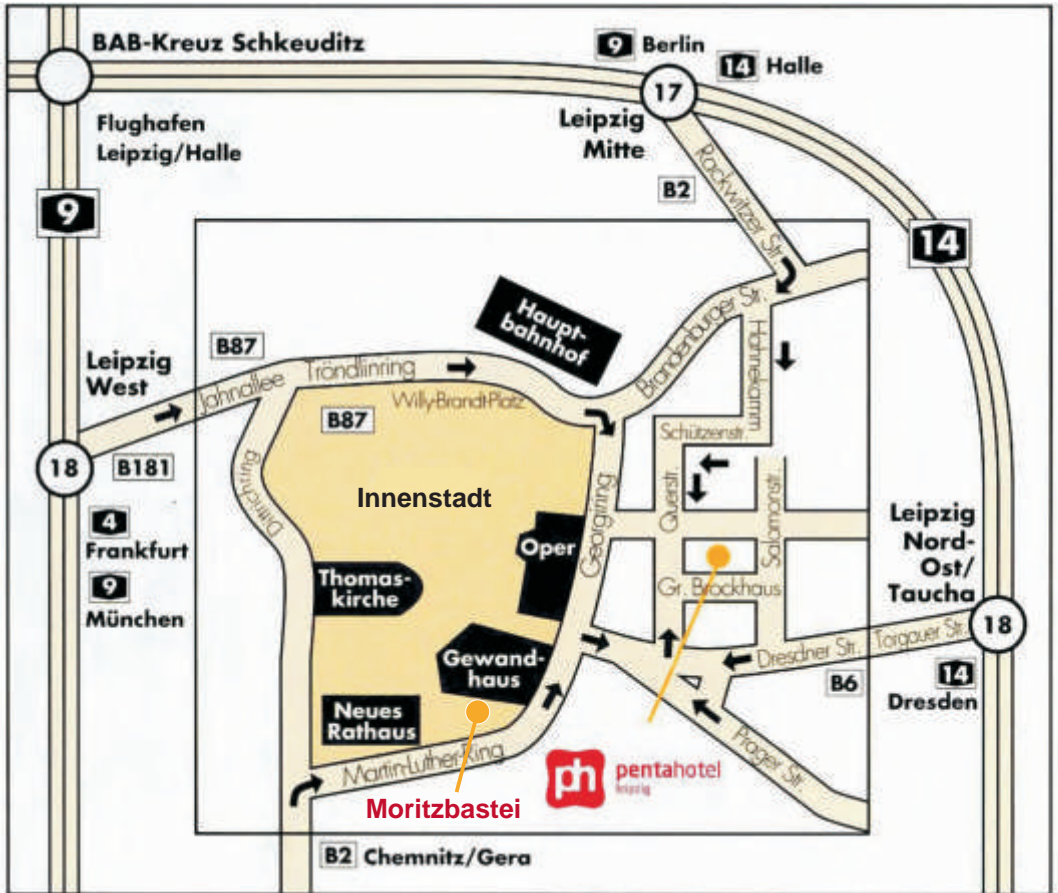 BAB-Kreuz Schkeuditz
9 Berlin
14 Halle
17
Flughafen
Leipzig/Halle
Leipzig
Mitte
B2
Rackwitzer Str.
9
14
Haupt-
bahnhof
Brandenburger Str.
Hahnekamm
B87
Leipzig
West
Jahnallee
Tröndlinring
Willy-Brandt-Platz
B87
Schützenstr.
18
B181
Dittrichring
Innenstadt
Georgiring
Querstr.
Salomonstr.
4
Frankfurt
9
München
Oper
Thomas-
kirche
Gr. Brockhaus
Leipzig
Nord-
Ost/
Taucha
18
Gewand-
haus
Dresdner Str.
Torgauer Str.
B6
14
Dresden
Neues
Rathaus
Martin-Luther-Ring
Prager Str.
ph
pentahotel
leipzig
Moritzbastei
B2 Chemnitz/Gera